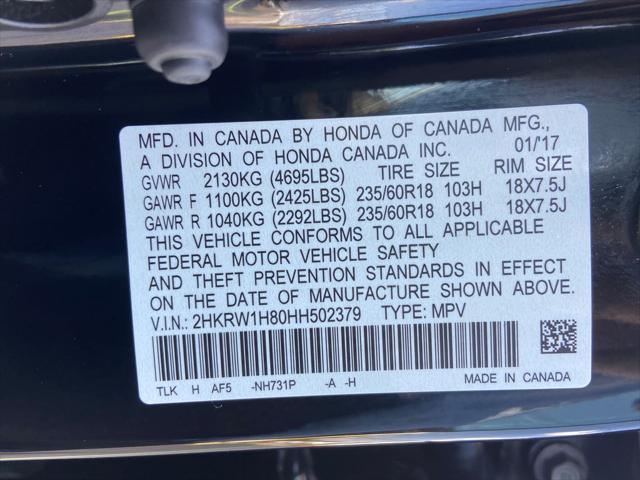 MFD. IN CANADA BY HONDA OF CANADA MFG.,
A DIVISION OF HONDA CANADA INC. 01/17
GVWR 2130KG (4695LBS) TIRE SIZE RIM SIZE
GAWR F 1100KG (2425LBS) 235/60R18 103H 18X7.5J
GAWR R 1040KG (2292LBS) 235/60R18 103H 18X7.5J
THIS VEHICLE CONFORMS TO ALL APPLICABLE
FEDERAL MOTOR VEHICLE SAFETY
AND THEFT PREVENTION STANDARDS IN EFFECT
ON THE DATE OF MANUFACTURE SHOWN ABOVE.
V.I.N.: 2HKRW1H80HH502379 TYPE: MPV
TLK H AF5 -NH731P -A -H MADE IN CANADA